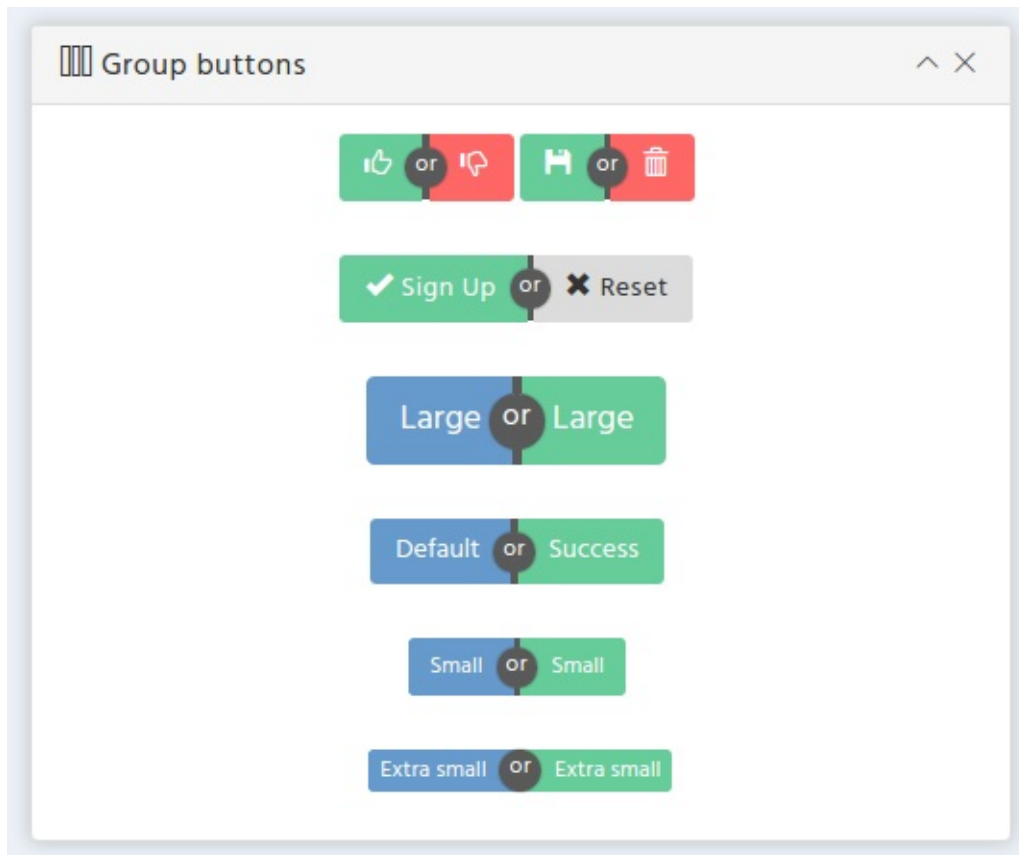 Group buttons
or or
Sign Up or Reset
Large or Large
Default or Success
Small or Small
Extra small or Extra small